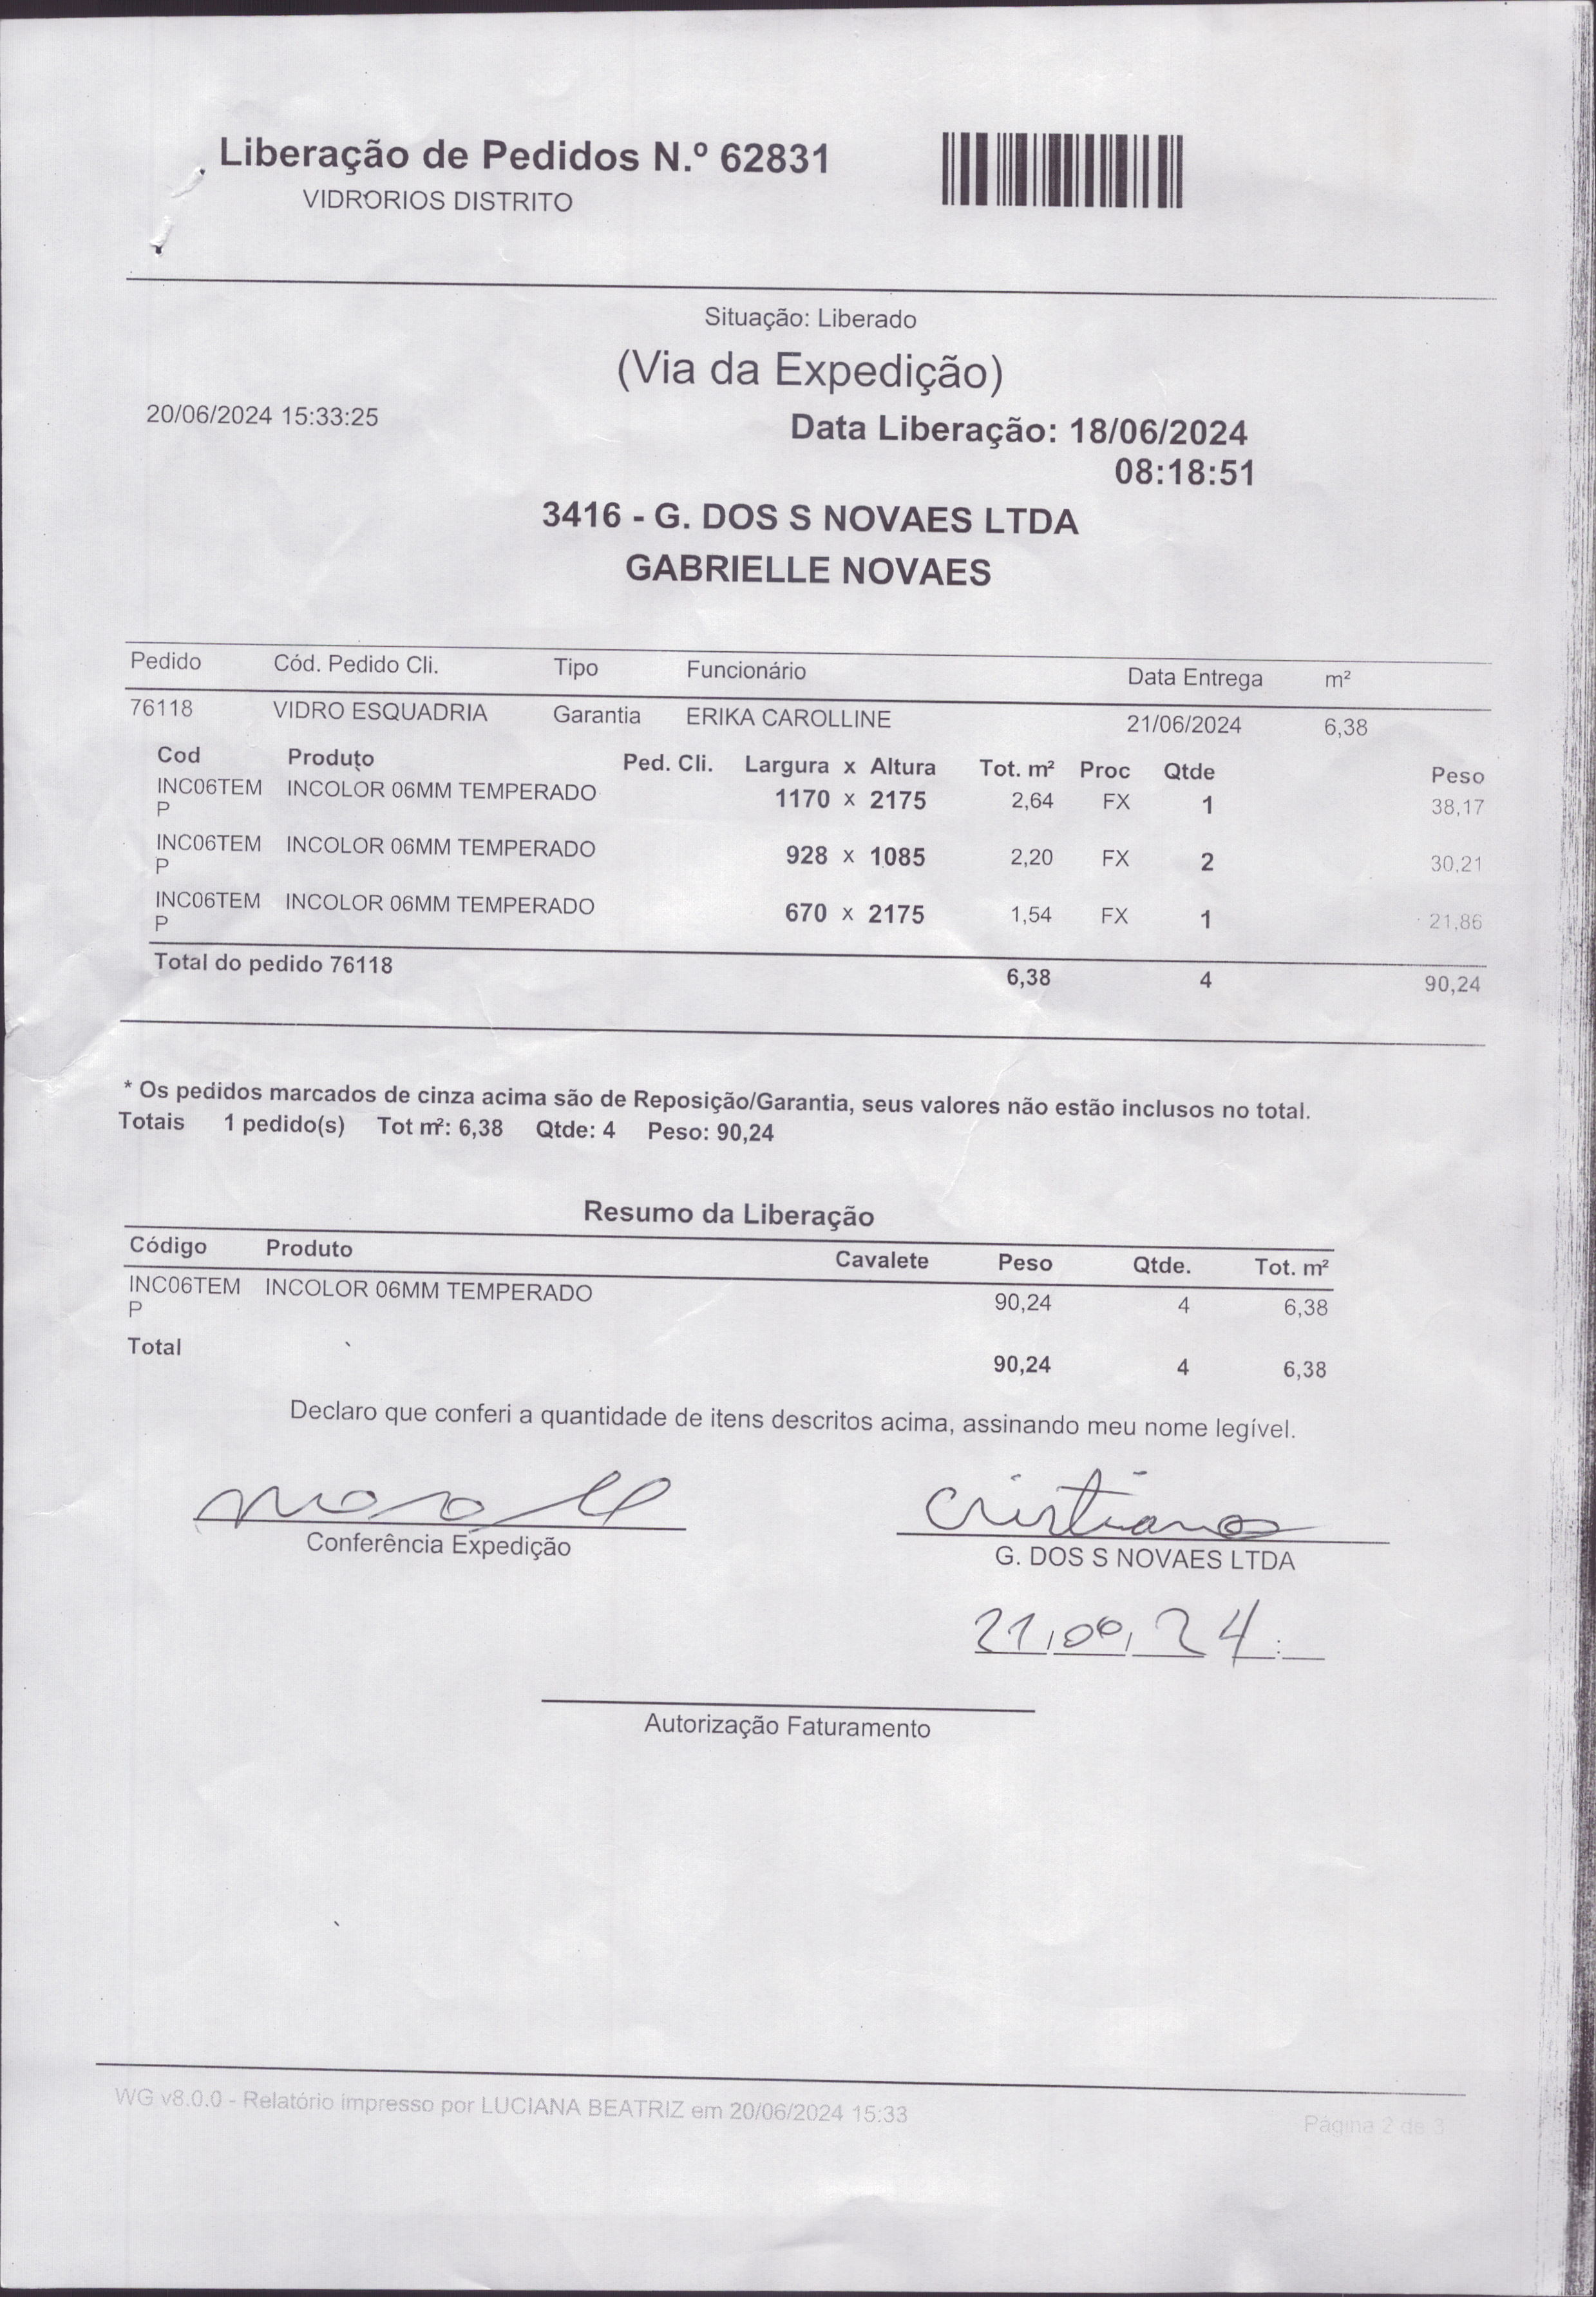 Liberação de Pedidos N.º 62831
VIDRORIOS DISTRITO
Situação: Liberado
(Via da Expedição)
20/06/2024 15:33:25
Data Liberação: 18/06/2024
08:18:51
3416 - G. DOS S NOVAES LTDA
GABRIELLE NOVAES
Pedido Cód. Pedido Cli. Tipo Funcionário Data Entrega m²
76118 VIDRO ESQUADRIA Garantia ERIKA CAROLLINE 21/06/2024 6,38
Cod Produto Ped. Cli. Largura x Altura Tot. m² Proc Qtde Peso
INC06TEM INCOLOR 06MM TEMPERADO 1170 x 2175 2,64 FX 1 38,17
P
INC06TEM INCOLOR 06MM TEMPERADO 928 x 1085 2,20 FX 2 30,21
P
INC06TEM INCOLOR 06MM TEMPERADO 670 x 2175 1,54 FX 1 21,86
P
Total do pedido 76118 6,38 4 90,24
* Os pedidos marcados de cinza acima são de Reposição/Garantia, seus valores não estão inclusos no total.
Totais 1 pedido(s) Tot m²: 6,38 Qtde: 4 Peso: 90,24
Resumo da Liberação
Código Produto Cavalete Peso Qtde. Tot. m²
INC06TEM INCOLOR 06MM TEMPERADO 90,24 4 6,38
P
Total 90,24 4 6,38
Declaro que conferi a quantidade de itens descritos acima, assinando meu nome legível.
Cristiano
Conferência Expedição
G. DOS S NOVAES LTDA
Autorização Faturamento
WG v8.0.0 - Relatório impresso por LUCIANA BEATRIZ em 20/06/2024 15:33
Página 2 de 3